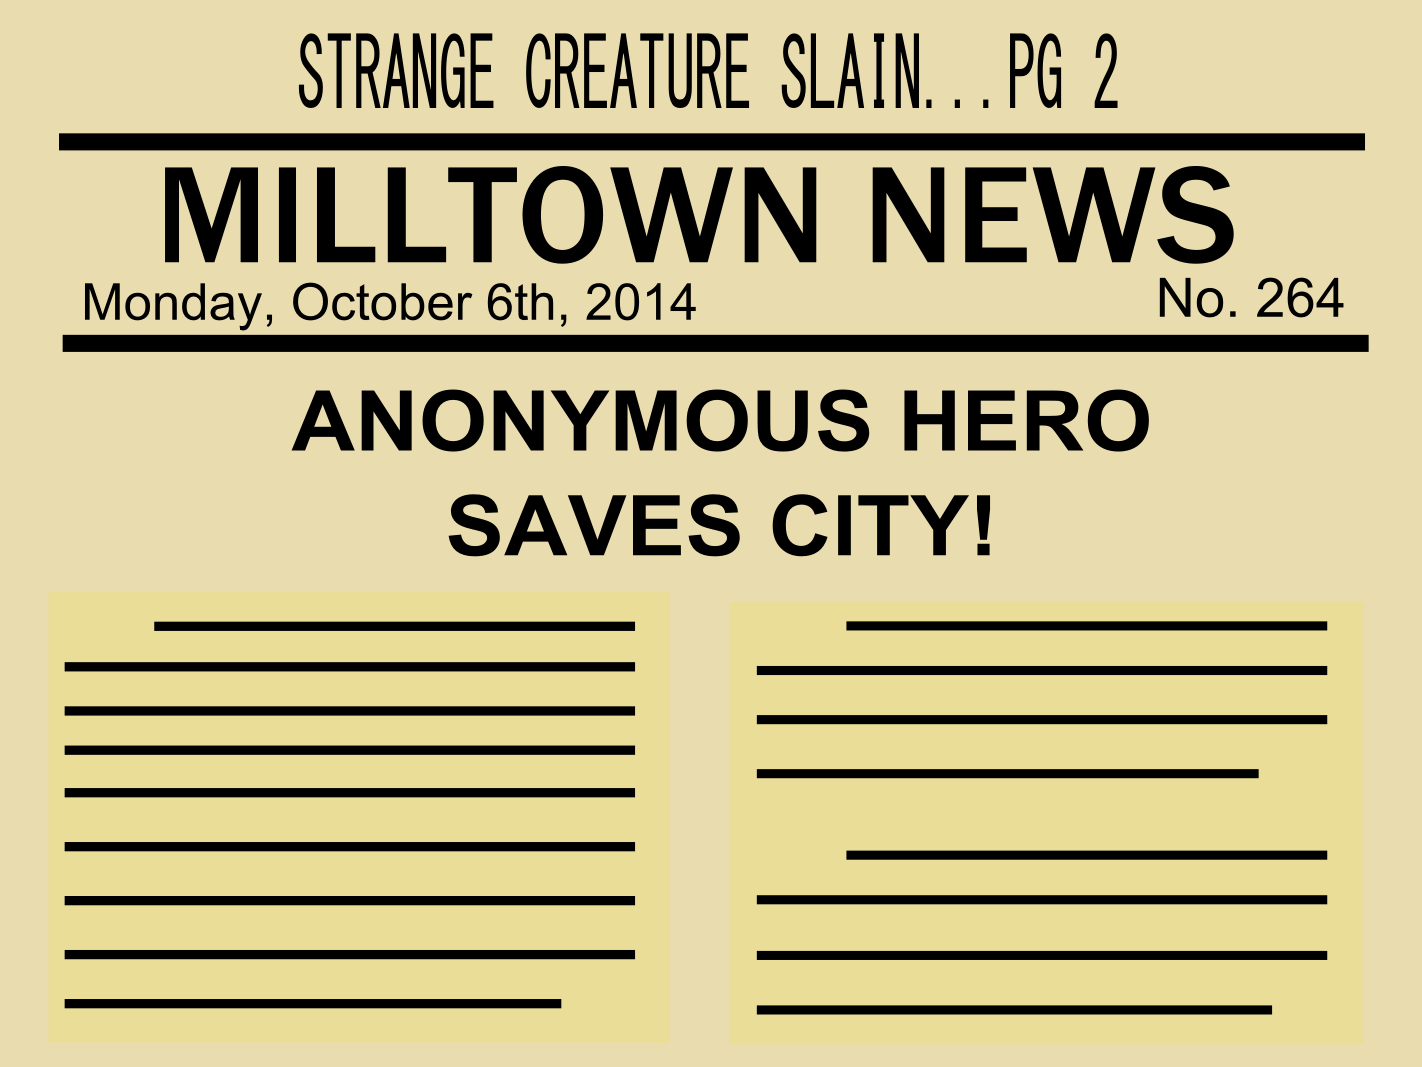 STRANGE CREATURE SLAIN...PG 2
MILLTOWN NEWS
Monday, October 6th, 2014
No. 264
ANONYMOUS HERO
SAVES CITY!